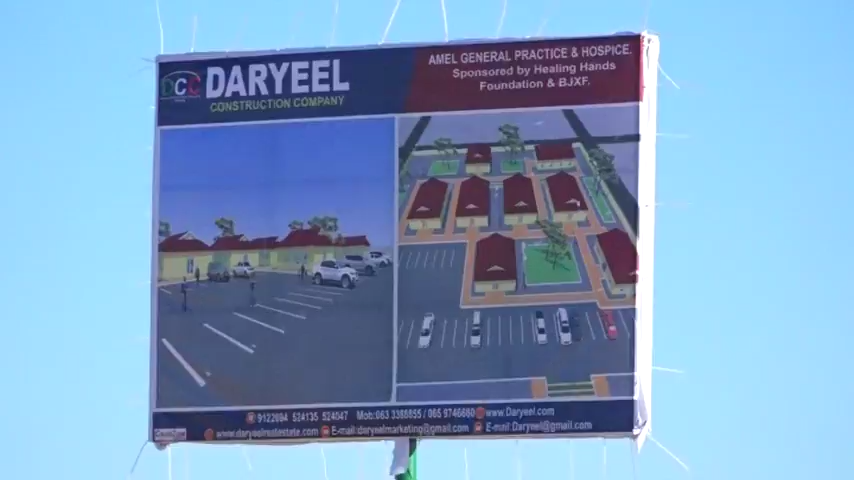 DCC
DARYEEL
CONSTRUCTION COMPANY
AMEL GENERAL PRACTICE & HOSPICE.
Sponsored by Healing Hands
Foundation & BJXF.
9122694 524135 524047 Mob:063 3388655 / 065 9746660 www.Daryeel.com
www.daryeelrealestate.com E-mail:daryeelmarketing@gmail.com E-mail:Daryeel@gmail.com